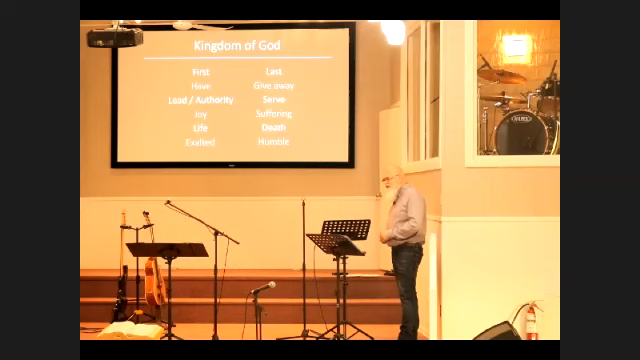 Kingdom of God
First Last
Have Give away
Lead / Authority Serve
Joy Suffering
Life Death
Exalted Humble